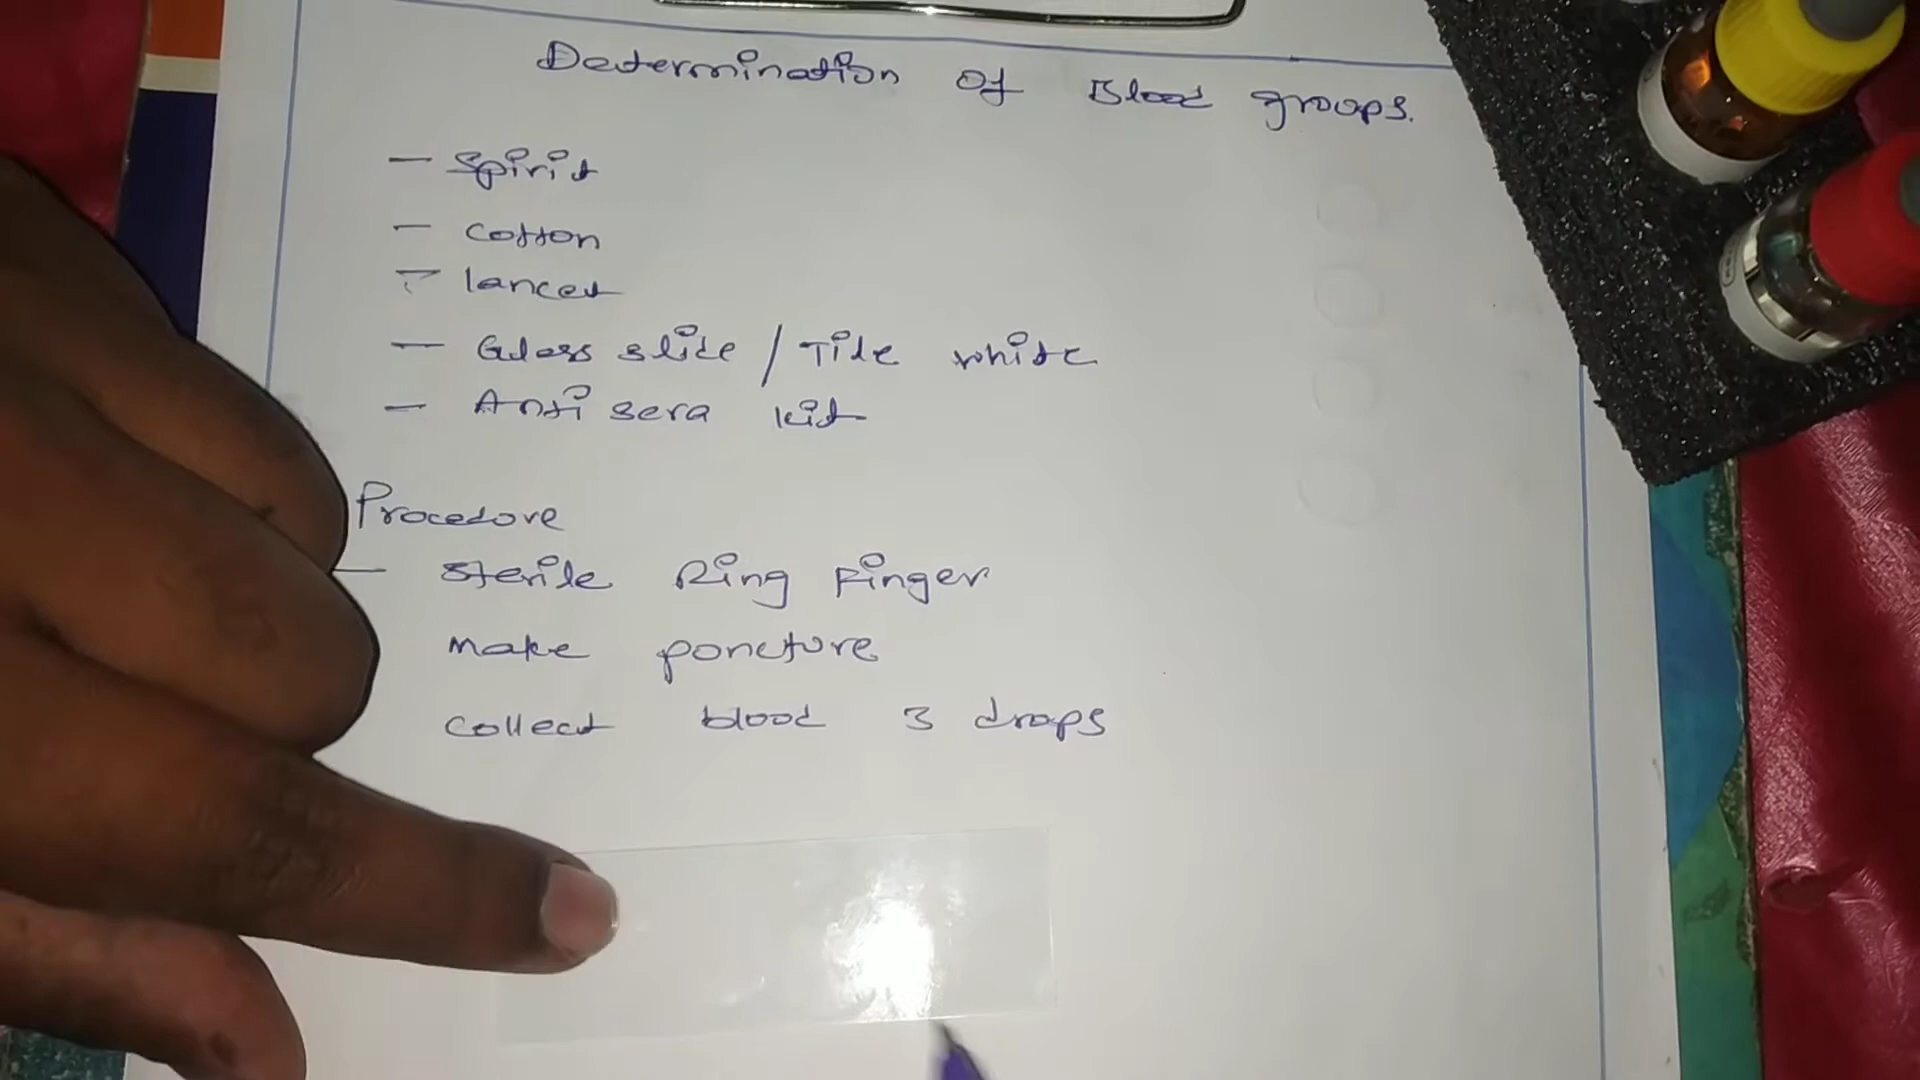 Determination of Blood groups.
- Spirit
- cotton
- lancet
- Glass slide / Tile white
- Anti sera kit
Procedure
- Sterile Ring Finger
make poncture
collect blood 3 drops